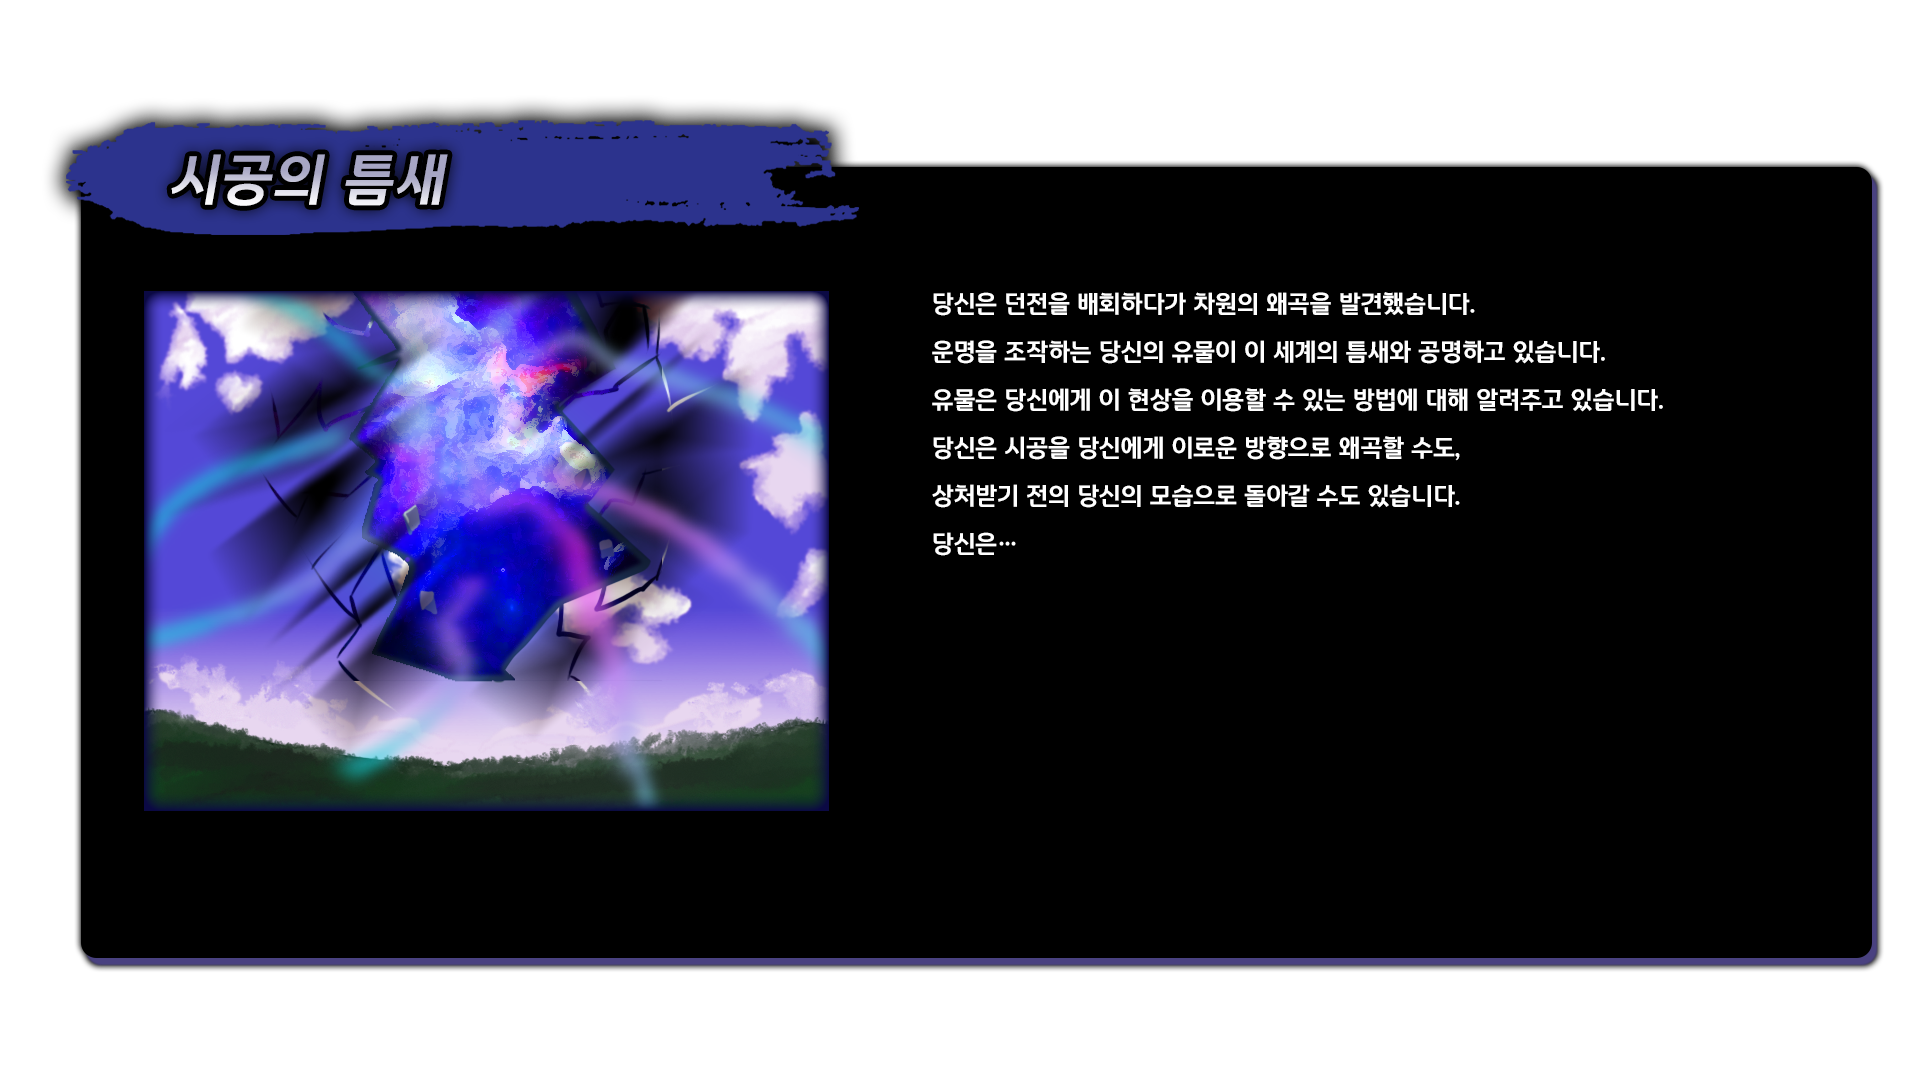 시공의 틈새
당신은 던전을 배회하다가 차원의 왜곡을 발견했습니다.
운명을 조작하는 당신의 유물이 이 세계의 틈새와 공명하고 있습니다.
유물은 당신에게 이 현상을 이용할 수 있는 방법에 대해 알려주고 있습니다.
당신은 시공을 당신에게 이로운 방향으로 왜곡할 수도,
상처받기 전의 당신의 모습으로 돌아갈 수도 있습니다.
당신은…